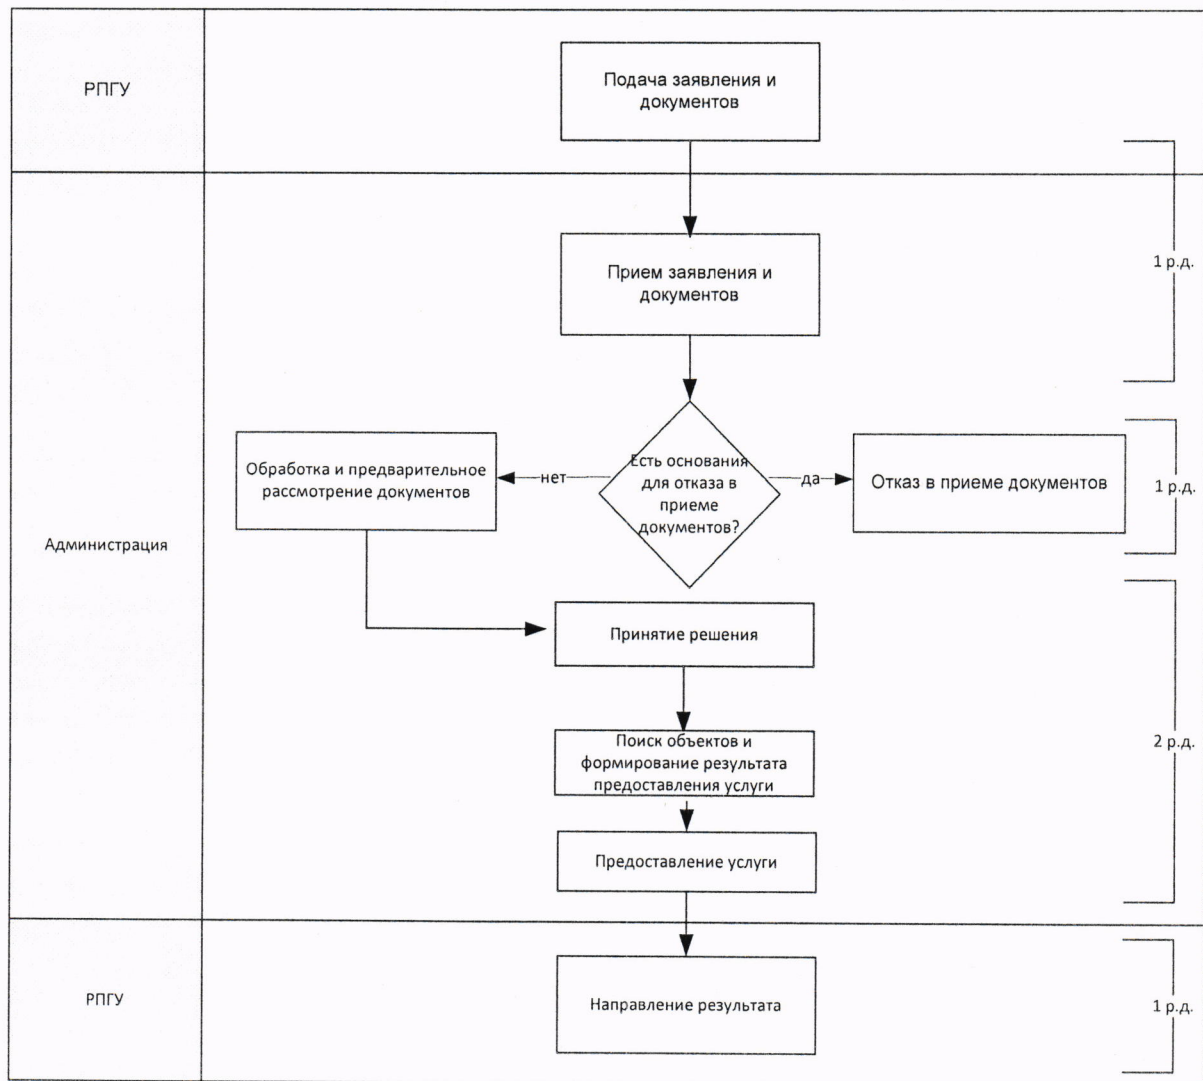 РПГУ
Подача заявления и
документов
Прием заявления и
документов
1 р.д.
Администрация
Обработка и предварительное
рассмотрение документов
нет
Есть основания
для отказа в
приеме
документов?
да
Отказ в приеме документов
1 р.д.
Принятие решения
Поиск объектов и
формирование результата
предоставления услуги
2 р.д.
Предоставление услуги
РПГУ
Направление результата
1 р.д.